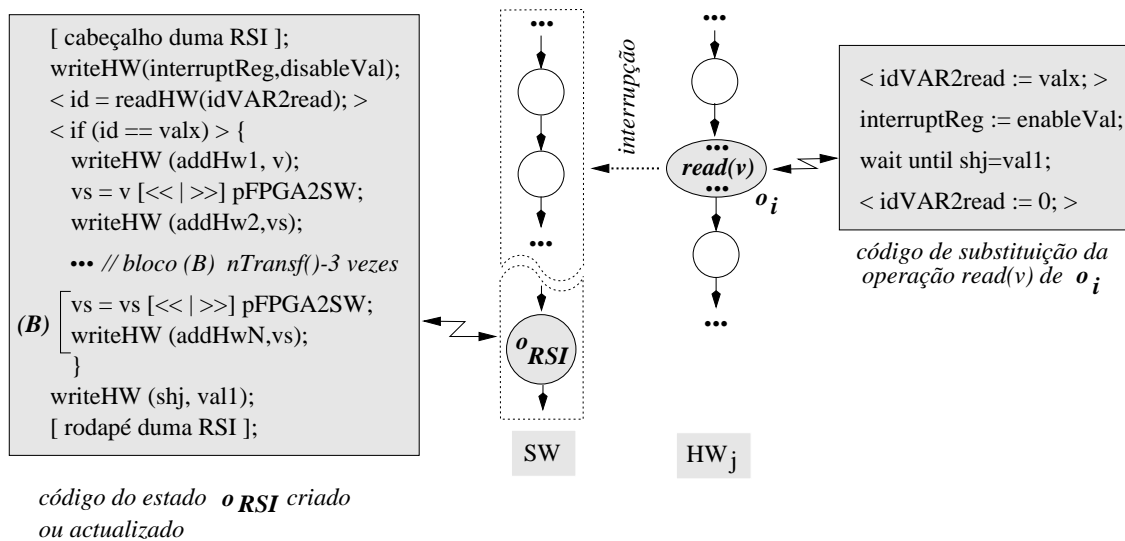 [ cabeçalho duma RSI ];
writeHW(interruptReg,disableVal);
< id = readHW(idVAR2read); >
< if (id == valx) > {
writeHW (addHw1, v);
vs = v [<< | >>] pFPGA2SW;
writeHW (addHw2,vs);
••• // bloco (B) nTransf()-3 vezes
(B)
vs = vs [<< | >>] pFPGA2SW;
writeHW (addHwN,vs);
}
writeHW (shj, val1);
[ rodapé duma RSI ];
código do estado o RSI criado
ou actualizado
•••
•••
o RSI
SW
interrupção
•••
•••
read(v)
•••
o i
•••
HW j
< idVAR2read := valx; >
interruptReg := enableVal;
wait until shj=val1;
< idVAR2read := 0; >
código de substituição da
operação read(v) de o i